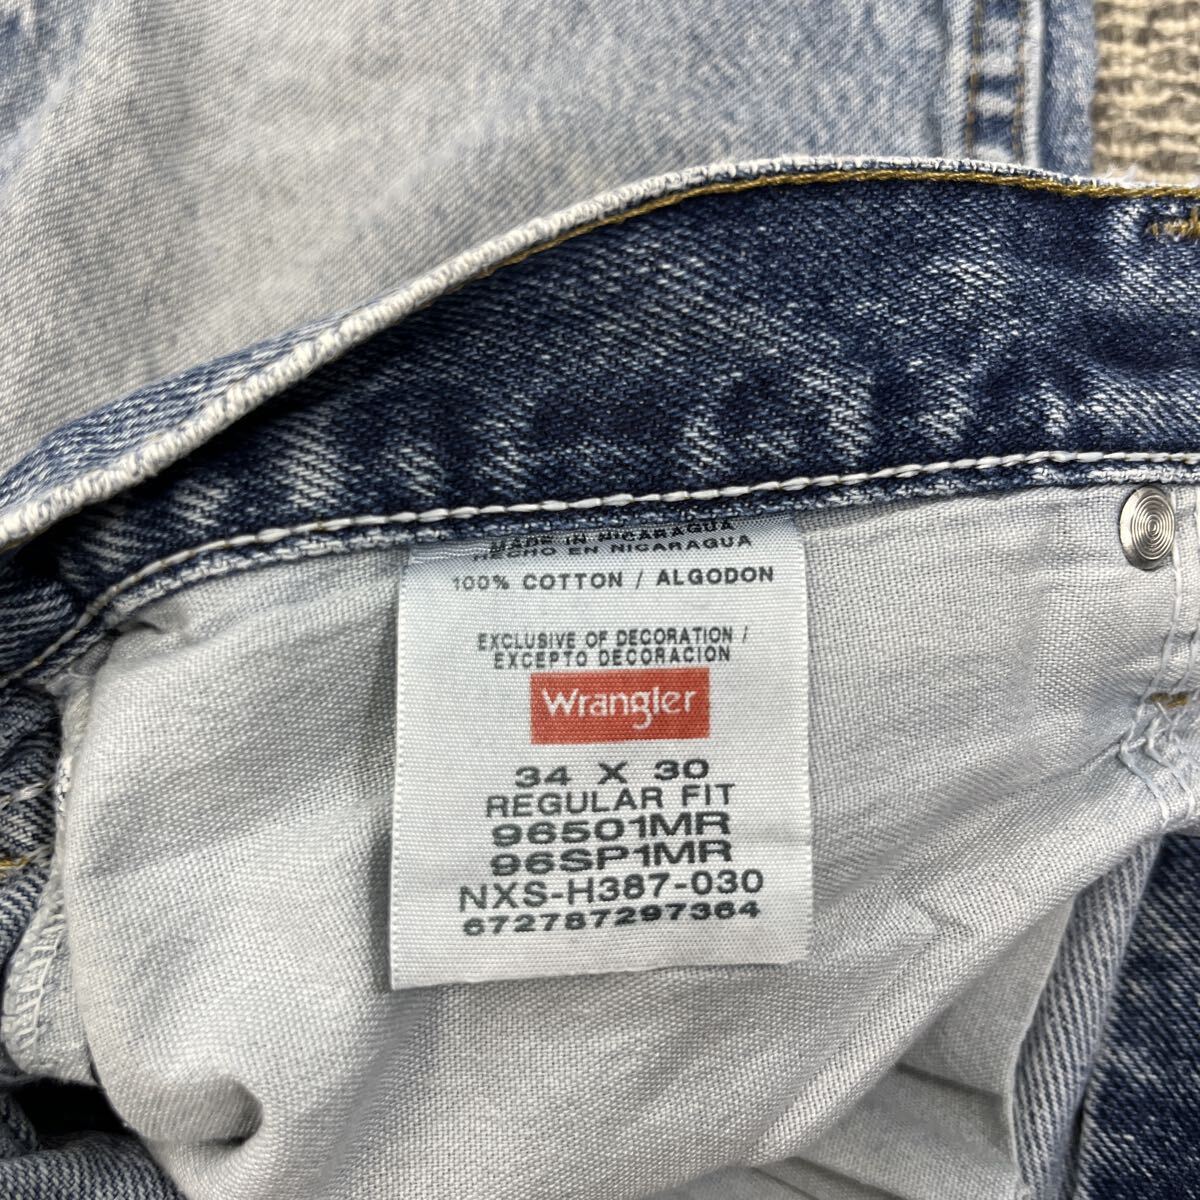 MADE IN NICARAGUA
HECHO EN NICARAGUA
100% COTTON / ALGODON
EXCLUSIVE OF DECORATION /
EXCEPTO DECORACION
Wrangler
34 X 30
REGULAR FIT
96501MR
96SP1MR
NXS-H387-030
672787297364